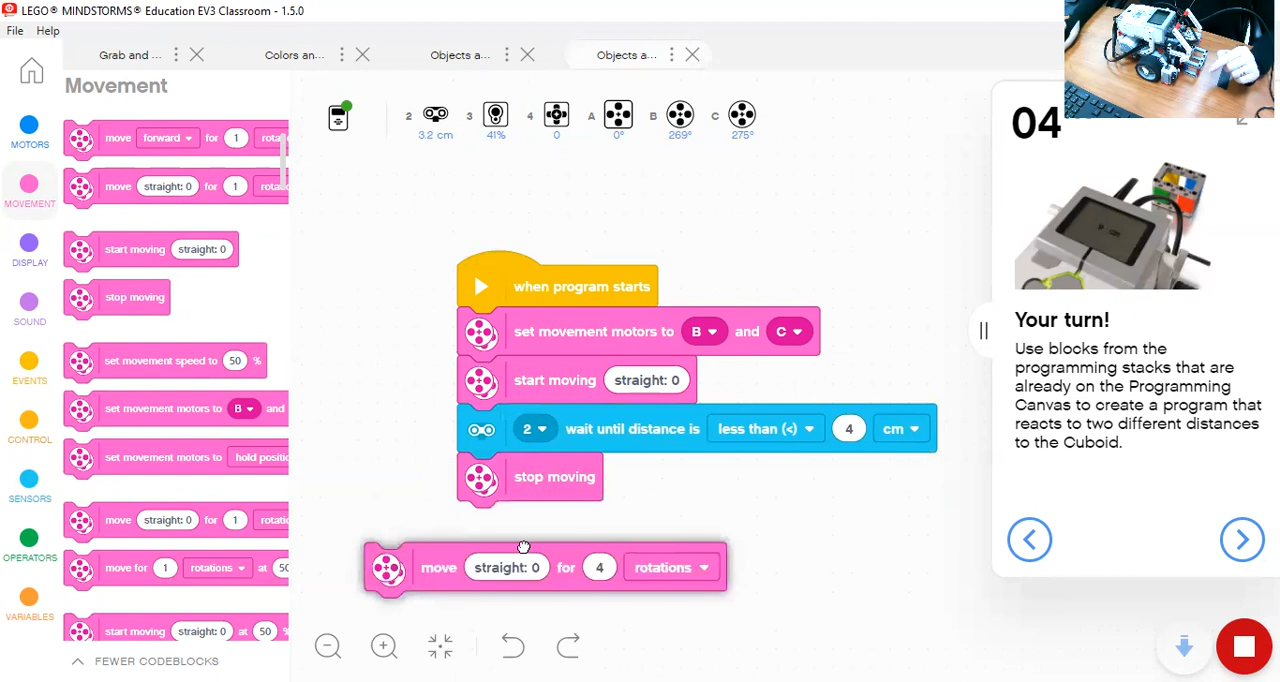 LEGO® MINDSTORMS® Education EV3 Classroom - 1.5.0
File Help
Grab and ... Colors an... Objects a... Objects a...
Movement
MOTORS
MOVEMENT
DISPLAY
SOUND
EVENTS
CONTROL
SENSORS
OPERATORS
VARIABLES
move forward for 1 rota
move straight: 0 for 1 rota
start moving straight: 0
stop moving
set movement speed to 50 %
set movement motors to B and
set movement motors to hold positio
move straight: 0 for 1 rotatio
move for 1 rotations at 50
start moving straight: 0 at 50 %
FEWER CODEBLOCKS
2 3 4 A B C
3.2 cm 41% 0 0° 269° 275°
when program starts
set movement motors to B and C
start moving straight: 0
2 wait until distance is less than (<) 4 cm
stop moving
move straight: 0 for 4 rotations
04
Your turn!
Use blocks from the
programming stacks that are
already on the Programming
Canvas to create a program that
reacts to two different distances
to the Cuboid.